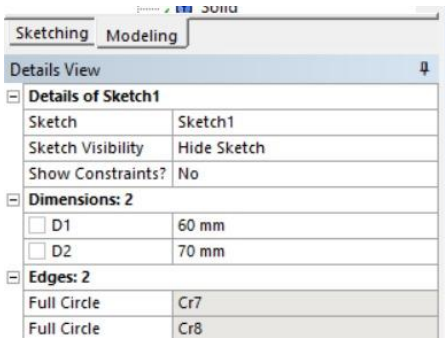 Solid
Sketching Modeling
Details View
Details of Sketch1
Sketch Sketch1
Sketch Visibility Hide Sketch
Show Constraints? No
Dimensions: 2
D1 60 mm
D2 70 mm
Edges: 2
Full Circle Cr7
Full Circle Cr8